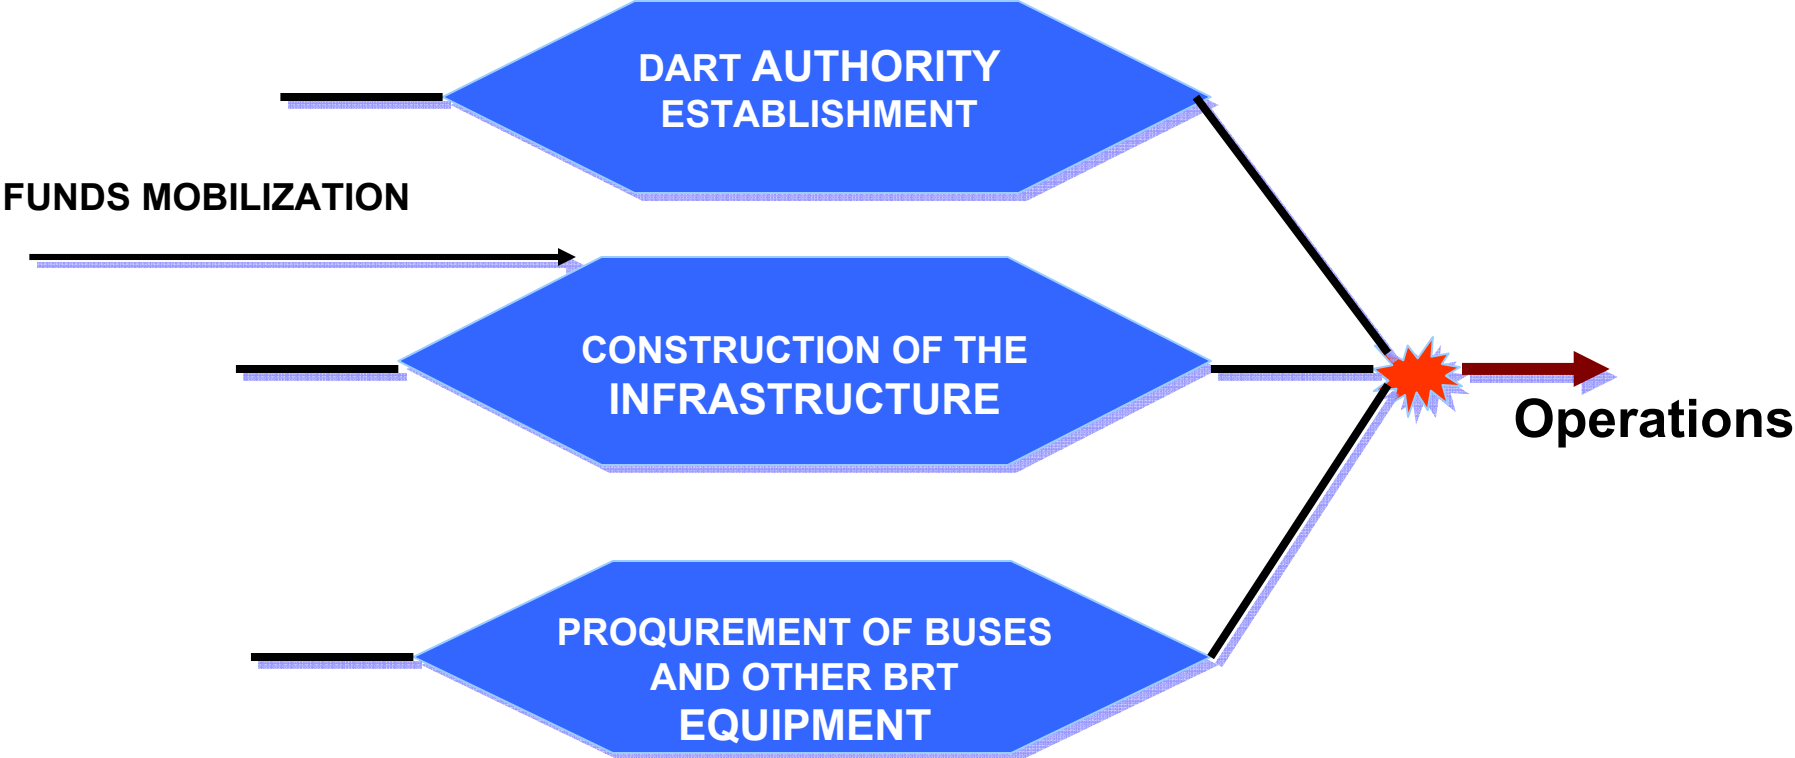 DART AUTHORITY
ESTABLISHMENT
FUNDS MOBILIZATION
CONSTRUCTION OF THE
INFRASTRUCTURE
Operations
PROQUREMENT OF BUSES
AND OTHER BRT
EQUIPMENT